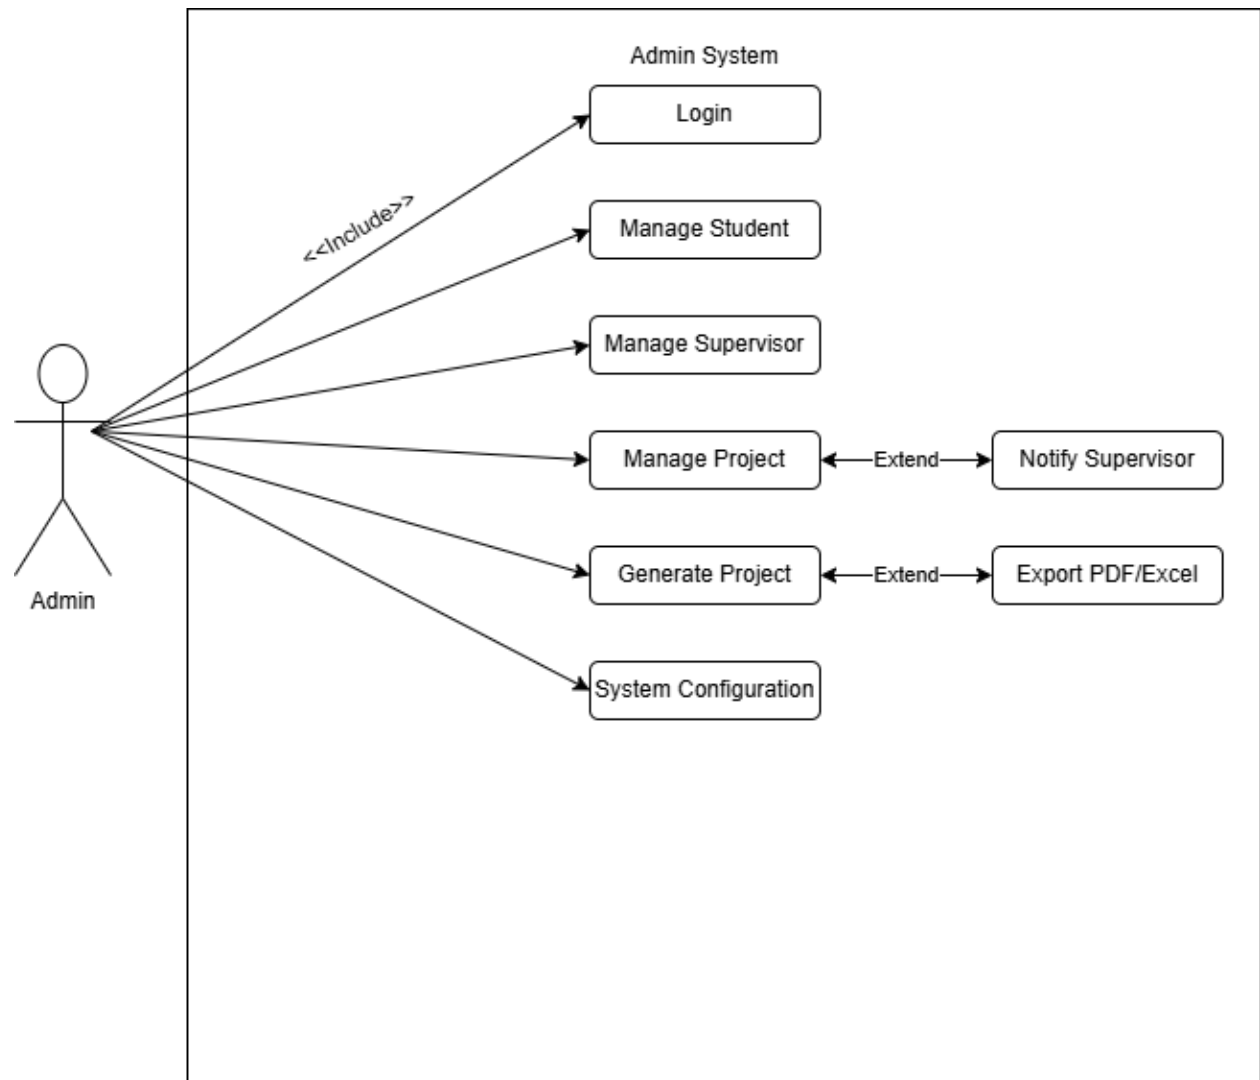 Admin System
Login
<<Include>>
Manage Student
Manage Supervisor
Manage Project
Extend
Notify Supervisor
Generate Project
Extend
Export PDF/Excel
Admin
System Configuration